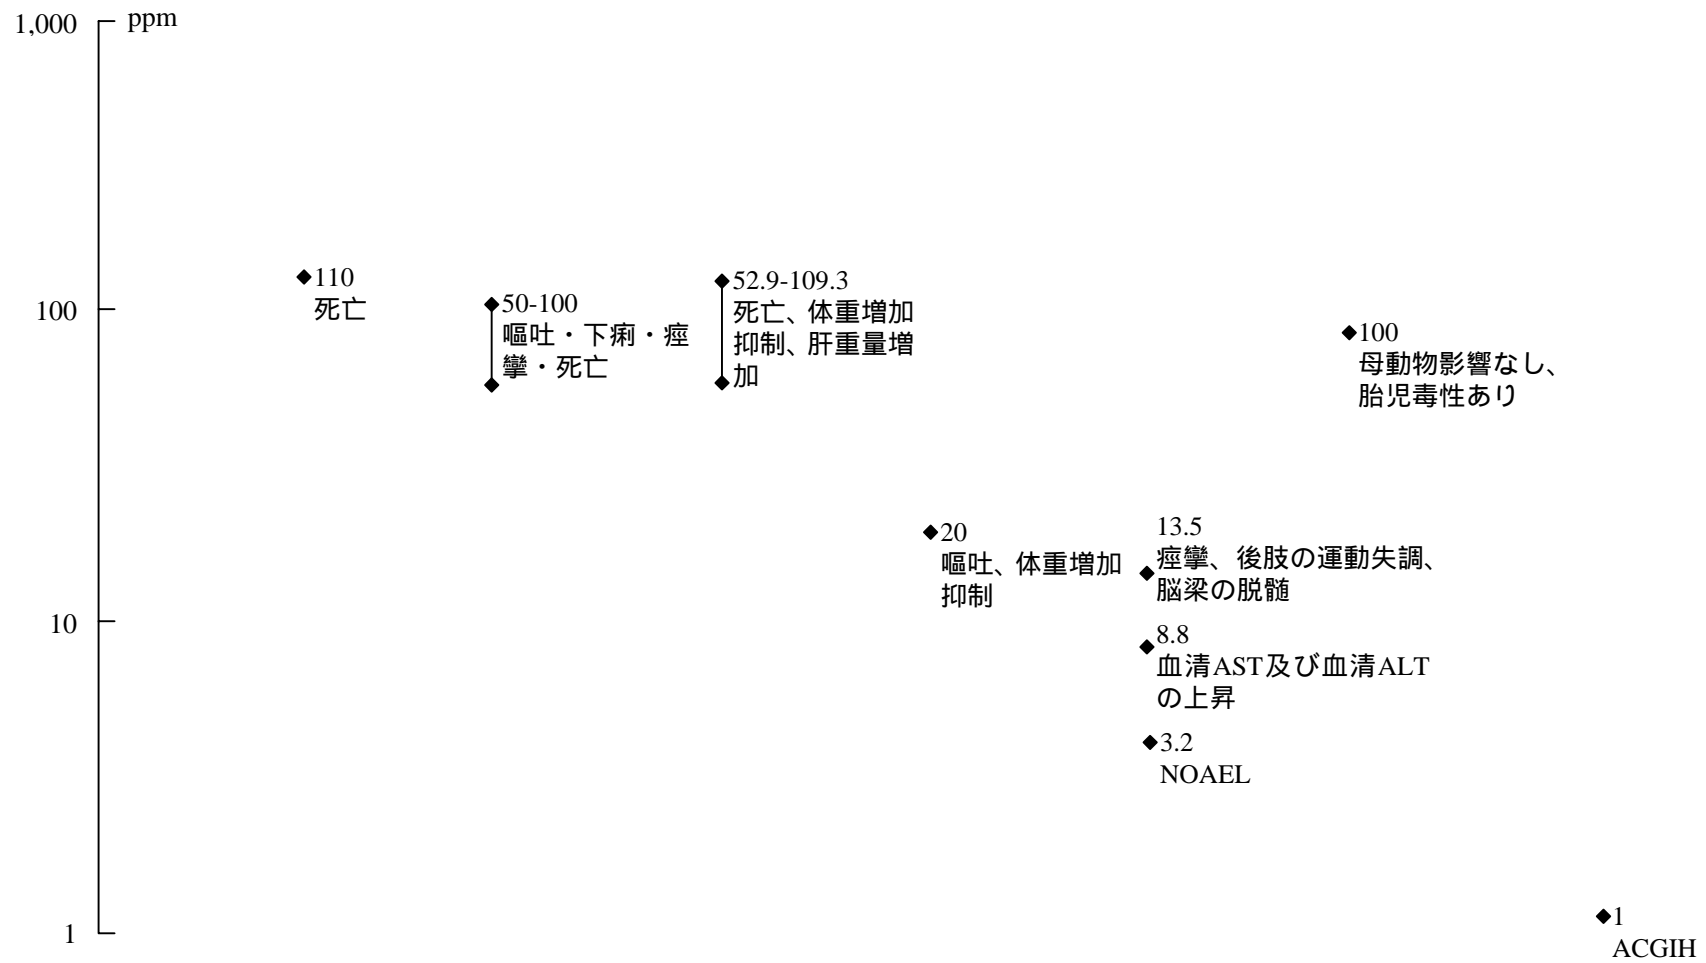 1,000
ppm
110
死亡
50-100
嘔吐・下痢・痙
攣・死亡
52.9-109.3
死亡、体重増加
抑制、肝重量増
加
100
100
母動物影響なし、
胎児毒性あり
20
嘔吐、体重増加
抑制
13.5
痙攣、後肢の運動失調、
脳梁の脱髄
10
8.8
血清AST及び血清ALT
の上昇
3.2
NOAEL
1
1
ACGIH